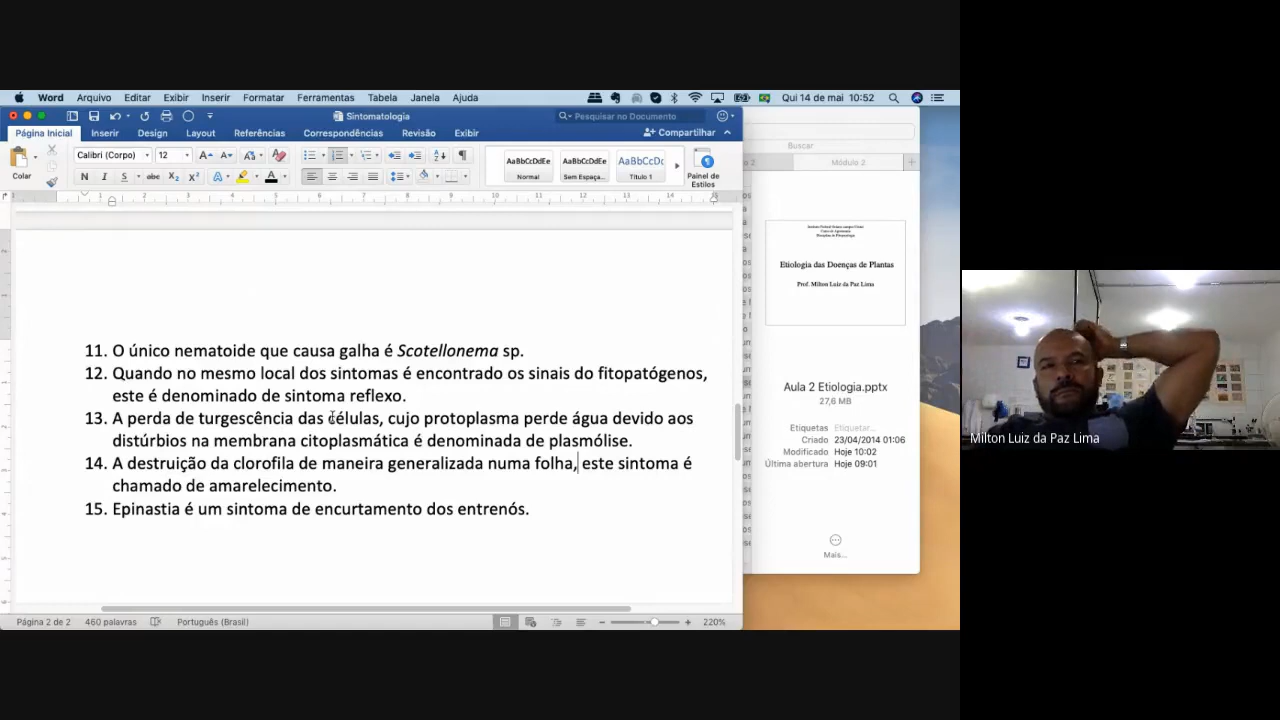 Word Arquivo Editar Exibir Inserir Formatar Ferramentas Tabela Janela Ajuda Qui 14 de mai 10:52
Sintomatologia
Pesquisar no Documento
Página Inicial Inserir Design Layout Referências Correspondências Revisão Exibir
Compartilhar
Colar
Calibri (Corpo) 12
AaBbCcDdEe AaBbCcDdEe AaBbCcDc
Normal Sem Espaça... Título 1
Painel de Estilos
11. O único nematoide que causa galha é Scotellonema sp.
12. Quando no mesmo local dos sintomas é encontrado os sinais do fitopatógenos,
este é denominado de sintoma reflexo.
13. A perda de turgescência das células, cujo protoplasma perde água devido aos
distúrbios na membrana citoplasmática é denominada de plasmólise.
14. A destruição da clorofila de maneira generalizada numa folha, este sintoma é
chamado de amarelecimento.
15. Epinastia é um sintoma de encurtamento dos entrenós.
Página 2 de 2 460 palavras Português (Brasil) 220%
Buscar
Módulo 2
Etiologia das Doenças de Plantas
Prof. Milton Luiz da Paz Lima
Aula 2 Etiologia.pptx
27,6 MB
Etiquetas Etiquetar...
Criado 23/04/2014 01:06
Modificado Hoje 10:02
Última abertura Hoje 09:01
Mais...
Milton Luiz da Paz Lima